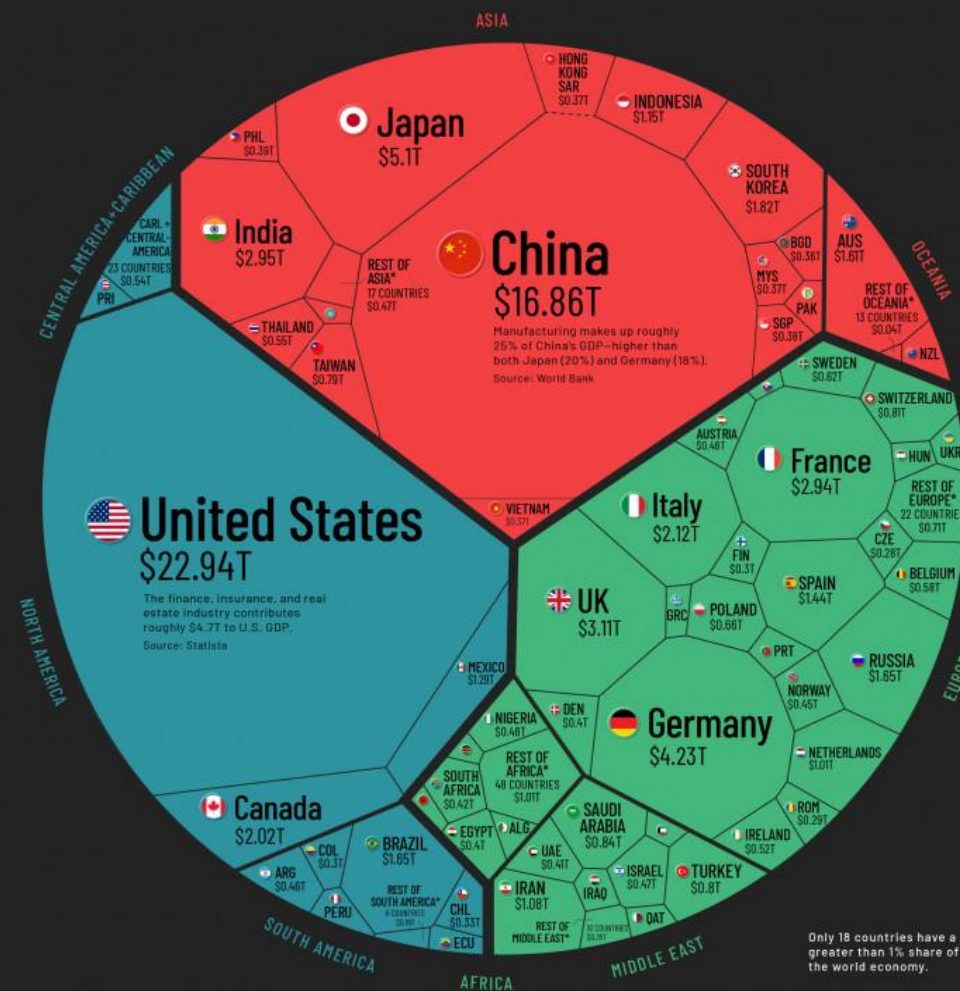 ASIA
HONG
KONG
SAR
$0.37T
INDONESIA
$1.15T
Japan
$5.1T
PHL
$0.39T
SOUTH
KOREA
$1.82T
India
$2.95T
China
$16.86T
Manufacturing makes up roughly
25% of China's GDP—higher than
both Japan (20%) and Germany (18%).
Source: World Bank
REST OF
ASIA*
17 COUNTRIES
$0.47T
BGD
$0.36T
MYS
$0.37T
PAK
SGP
$0.38T
THAILAND
$0.55T
TAIWAN
$0.79T
VIETNAM
$0.37T
OCEANIA
AUS
$1.61T
REST OF
OCEANIA*
13 COUNTRIES
$0.04T
NZL
CENTRAL AMERICA+CARIBBEAN
CARI. +
CENTRAL-
AMERICA
23 COUNTRIES
$0.54T
PRI
NORTH AMERICA
United States
$22.94T
The finance, insurance, and real
estate industry contributes
roughly $4.7T to U.S. GDP.
Source: Statista
MEXICO
$1.29T
Canada
$2.02T
SWEDEN
$0.62T
SWITZERLAND
$0.81T
AUSTRIA
$0.48T
France
$2.94T
HUN
UKR
REST OF
EUROPE*
22 COUNTRIE
$0.71T
Italy
$2.12T
FIN
$0.3T
CZE
$0.28T
BELGIUM
$0.58T
SPAIN
$1.44T
UK
$3.11T
GRC
POLAND
$0.66T
PRT
RUSSIA
$1.65T
NORWAY
$0.45T
DEN
$0.4T
Germany
$4.23T
NETHERLANDS
$1.01T
ROM
$0.29T
IRELAND
$0.52T
EUR
NIGERIA
$0.48T
REST OF
AFRICA*
48 COUNTRIES
$1.01T
SOUTH
AFRICA
$0.42T
EGYPT
$0.4T
ALG
AFRICA
SAUDI
ARABIA
$0.84T
UAE
$0.41T
ISRAEL
$0.47T
TURKEY
$0.8T
IRAN
$1.08T
IRAQ
QAT
REST OF
MIDDLE EAST*
10 COUNTRIES
MIDDLE EAST
BRAZIL
$1.65T
COL
$0.3T
ARG
$0.46T
PERU
REST OF
SOUTH AMERICA*
CHL
$0.33T
ECU
SOUTH AMERICA
Only 18 countries have a
greater than 1% share of
the world economy.